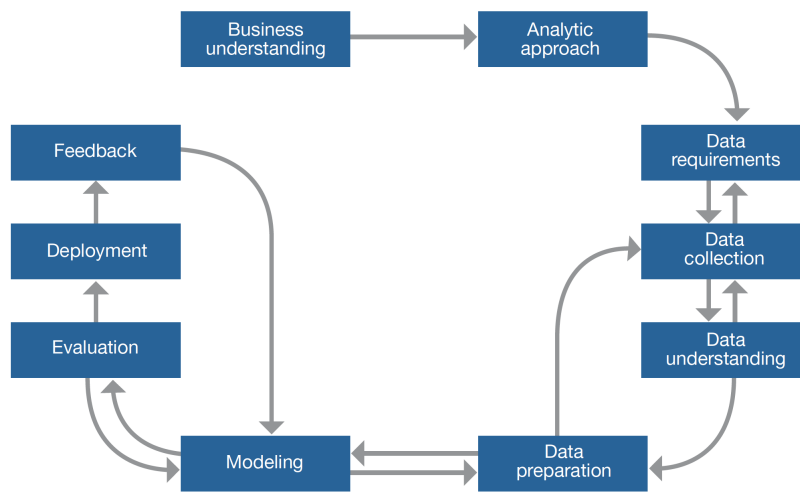 Business
understanding
Analytic
approach
Data
requirements
Data
collection
Data
understanding
Data
preparation
Modeling
Evaluation
Deployment
Feedback